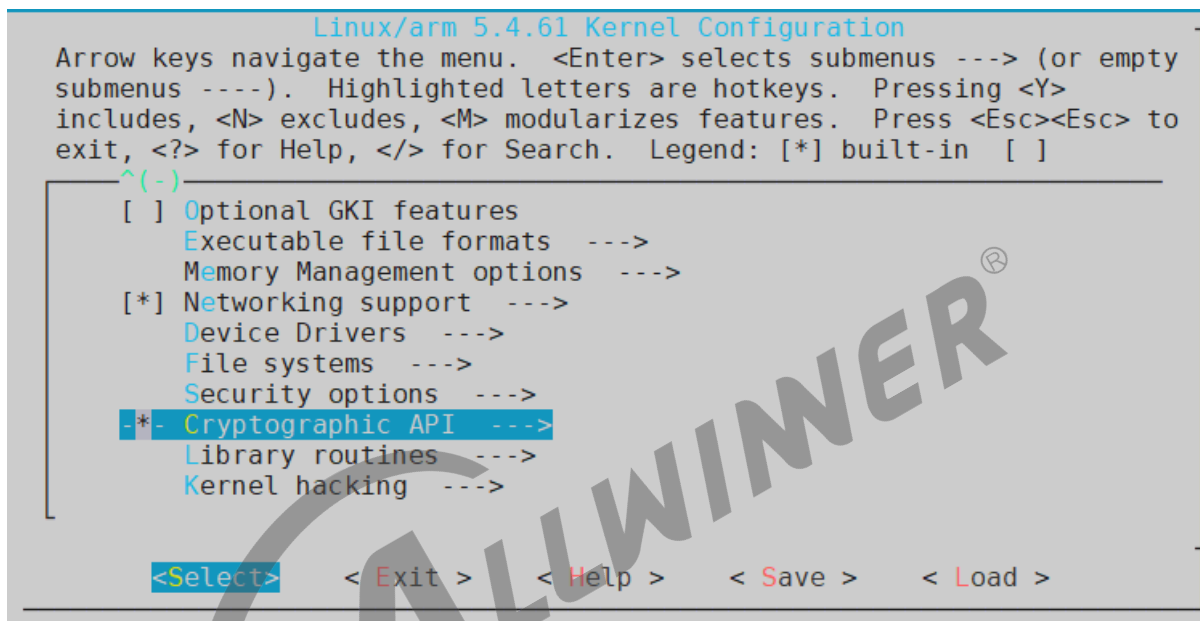 Linux/arm 5.4.61 Kernel Configuration
Arrow keys navigate the menu.  <Enter> selects submenus ---> (or empty
submenus ----).  Highlighted letters are hotkeys.  Pressing <Y>
includes, <N> excludes, <M> modularizes features.  Press <Esc><Esc> to
exit, <?> for Help, </> for Search.  Legend: [*] built-in  [ ]
^(-)
[ ] Optional GKI features
Executable file formats  --->
Memory Management options  --->
[*] Networking support  --->
Device Drivers  --->
File systems  --->
Security options  --->
-*- Cryptographic API  --->
Library routines  --->
Kernel hacking  --->
<Select>    < Exit >    < Help >    < Save >    < Load >
ALLWINNER®